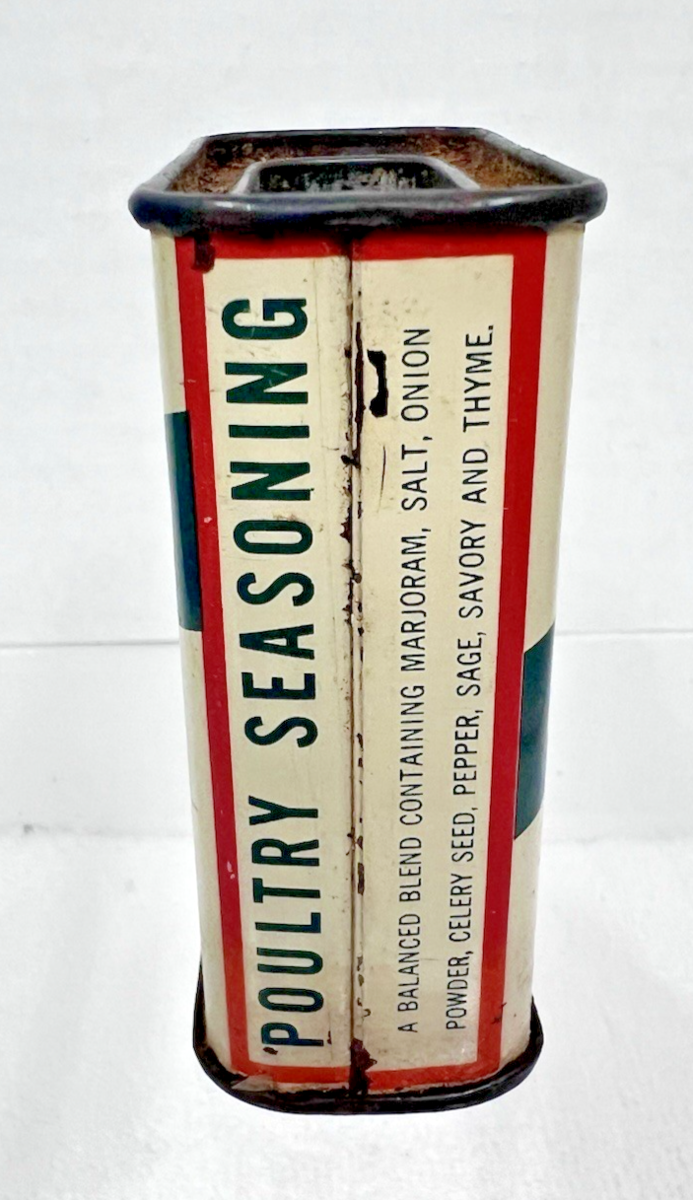 POULTRY SEASONING
A BALANCED BLEND CONTAINING MARJORAM, SALT, ONION
POWDER, CELERY SEED, PEPPER, SAGE, SAVORY AND THYME.